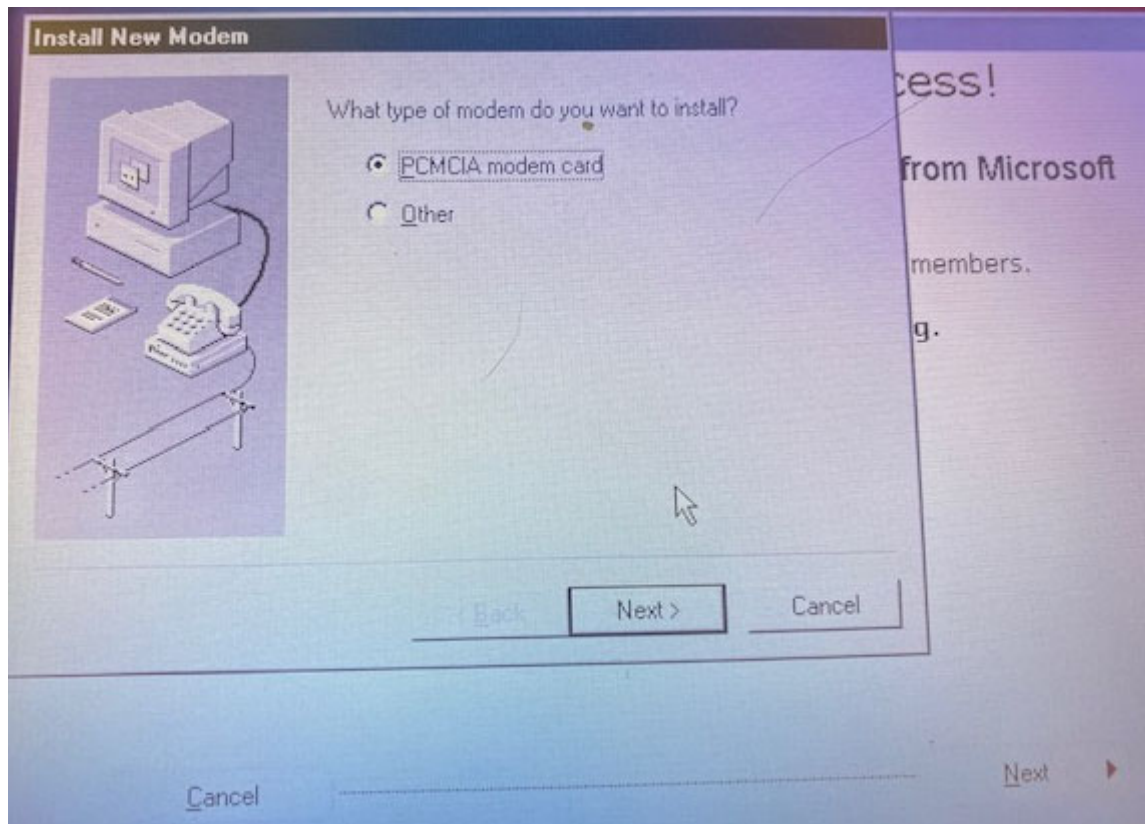 Install New Modem
cess!
What type of modem do you want to install?
PCMCIA modem card
from Microsoft
Other
members.
g.
< Back
Next >
Cancel
Next
Cancel